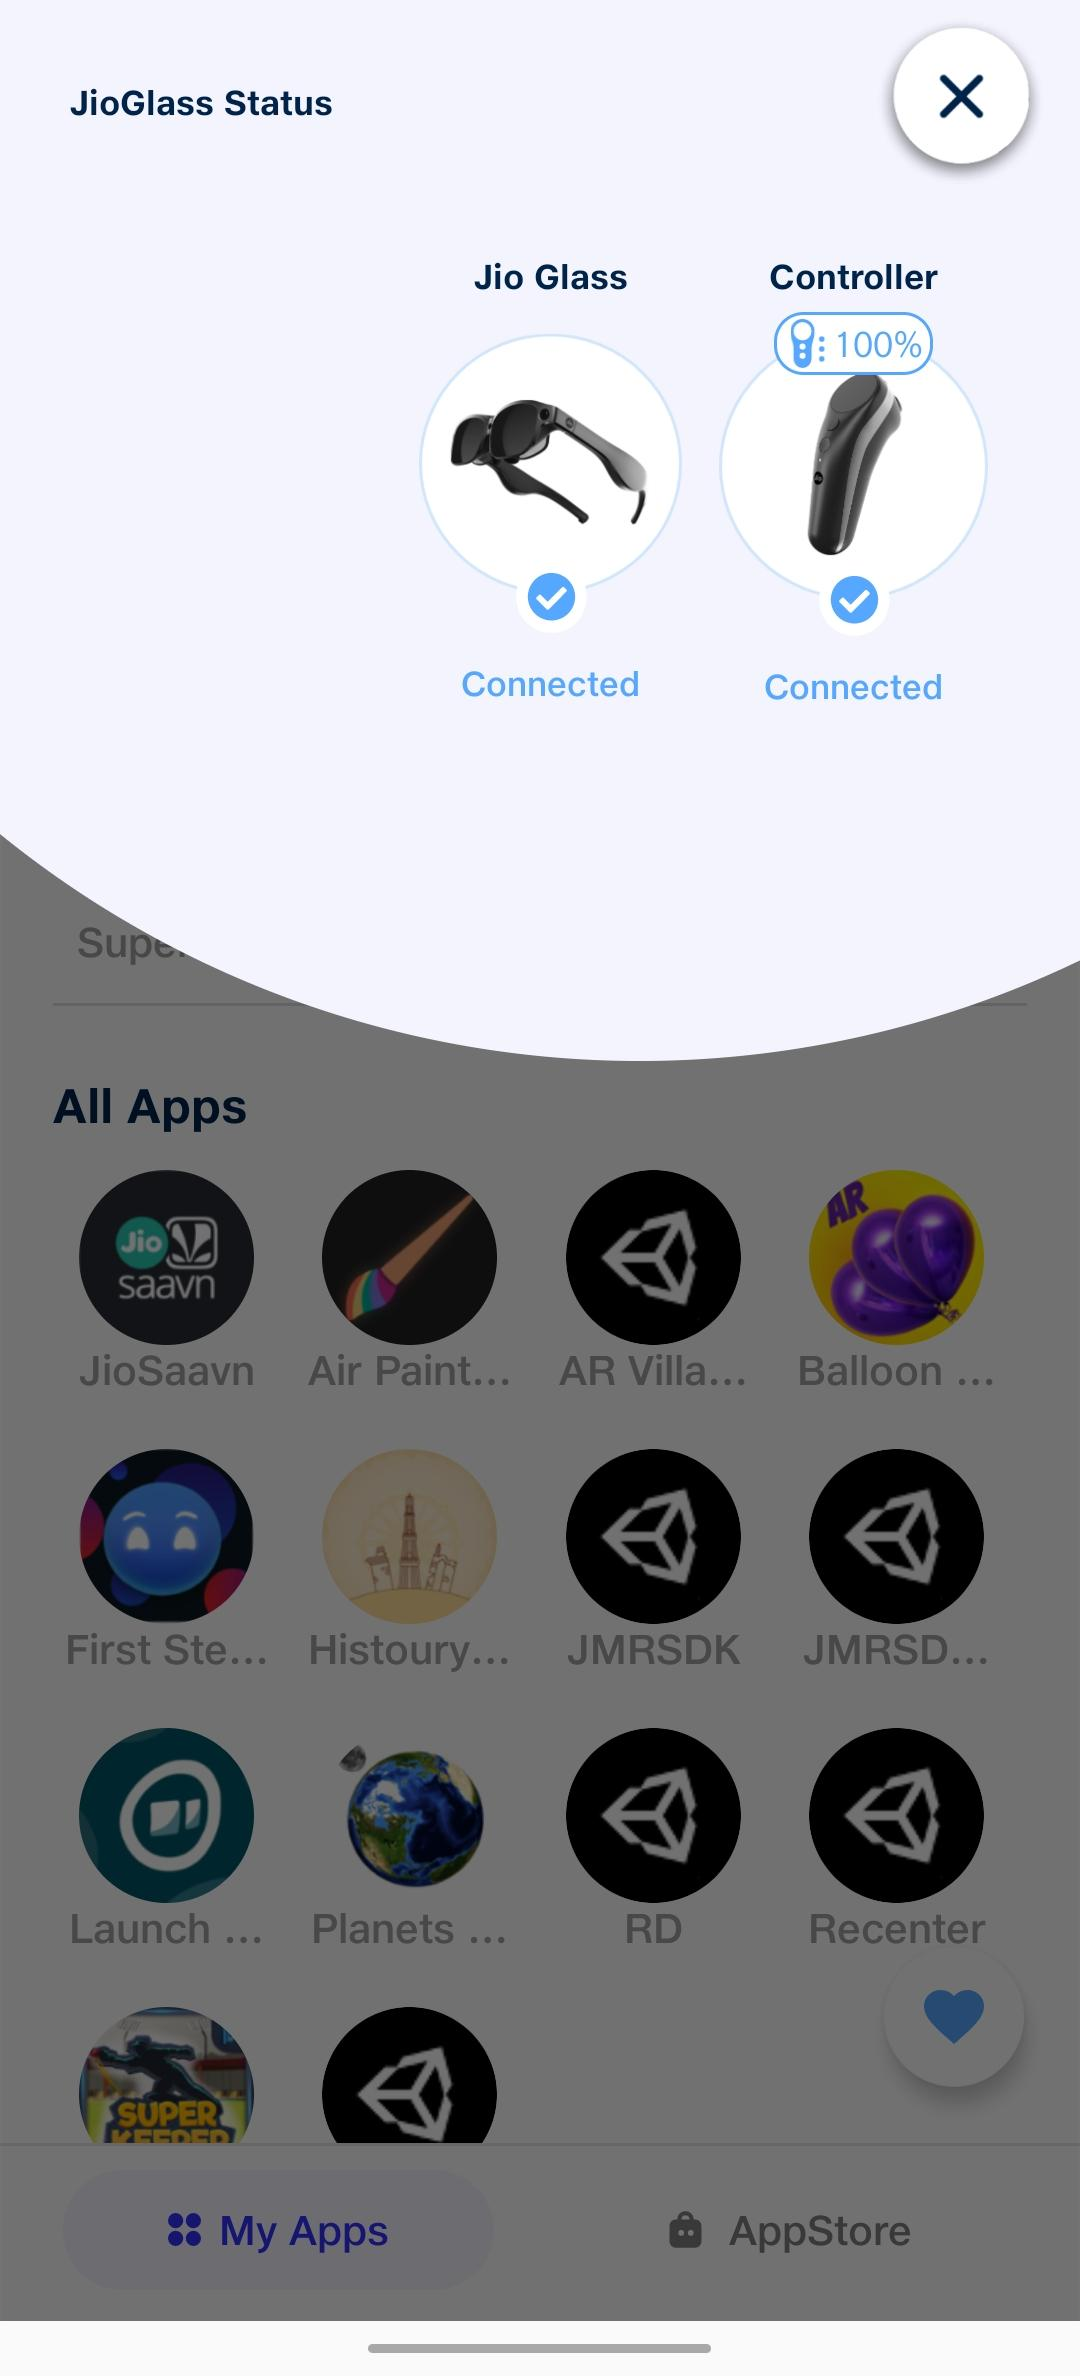 JioGlass Status
Jio Glass
Controller
100%
Connected
Connected
Super
All Apps
Jio
saavn
AR
JioSaavn
Air Paint...
AR Villa...
Balloon ...
First Ste...
Histoury...
JMRSDK
JMRSD...
Launch ...
Planets ...
RD
Recenter
SUPER
KEEPER
My Apps
AppStore